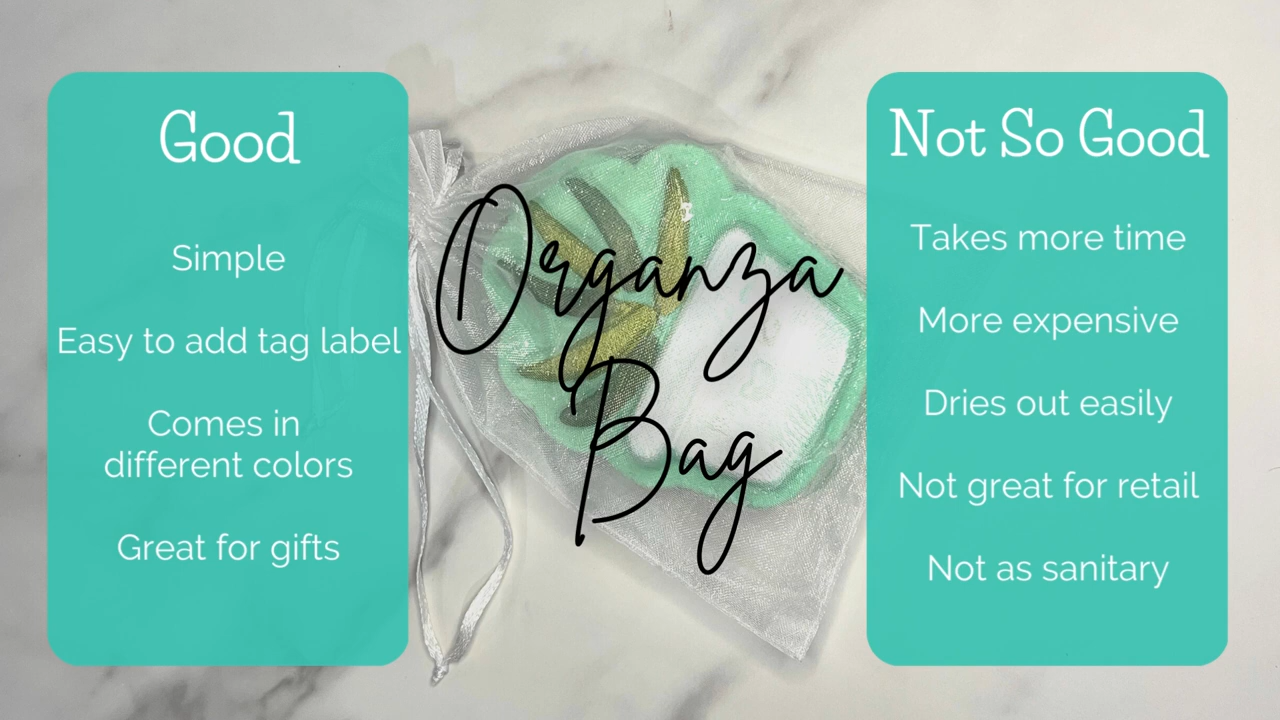 Good
Simple
Easy to add tag label
Comes in
different colors
Great for gifts
Organza
Bag
Not So Good
Takes more time
More expensive
Dries out easily
Not great for retail
Not as sanitary